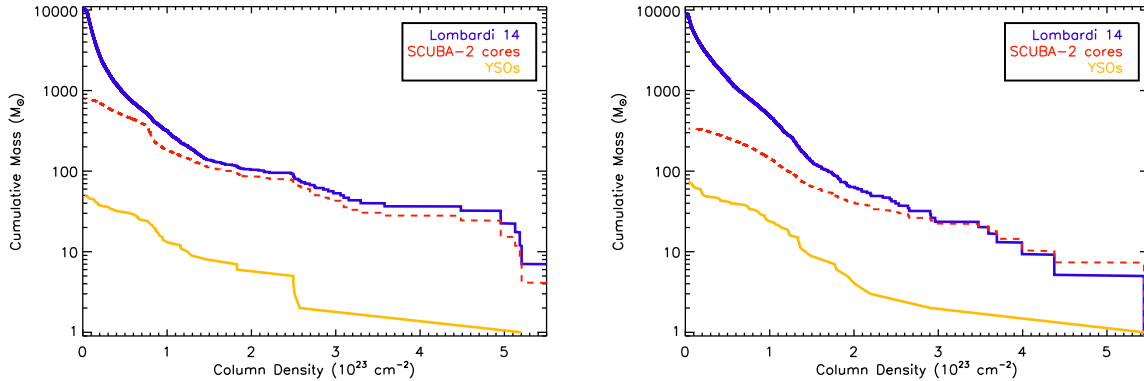 10000
1000
100
10
1
Cumulative Mass (M⊙)
0 1 2 3 4 5
Column Density (10²³ cm⁻²)
Lombardi 14
SCUBA-2 cores
YSOs
10000
1000
100
10
1
Cumulative Mass (M⊙)
0 1 2 3 4 5
Column Density (10²³ cm⁻²)
Lombardi 14
SCUBA-2 cores
YSOs